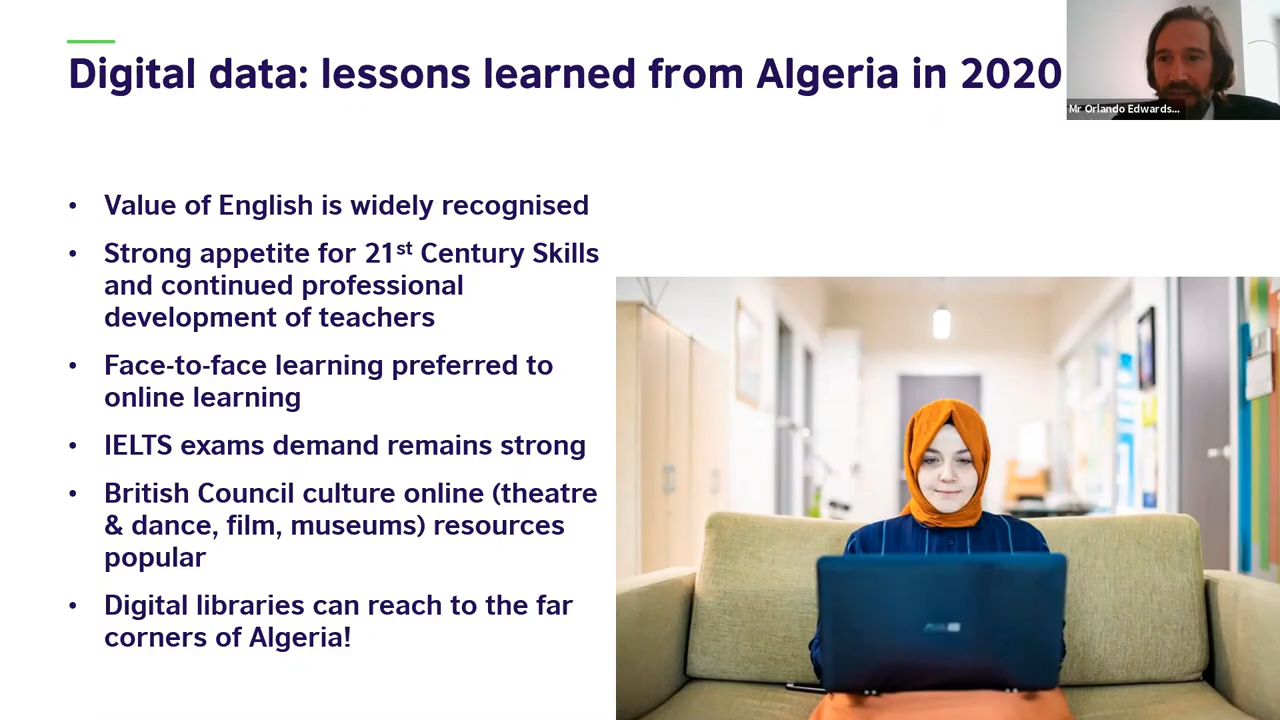 Digital data: lessons learned from Algeria in 2020
Mr Orlando Edwards...
• Value of English is widely recognised
• Strong appetite for 21st Century Skills
and continued professional
development of teachers
• Face-to-face learning preferred to
online learning
• IELTS exams demand remains strong
• British Council culture online (theatre
& dance, film, museums) resources
popular
• Digital libraries can reach to the far
corners of Algeria!